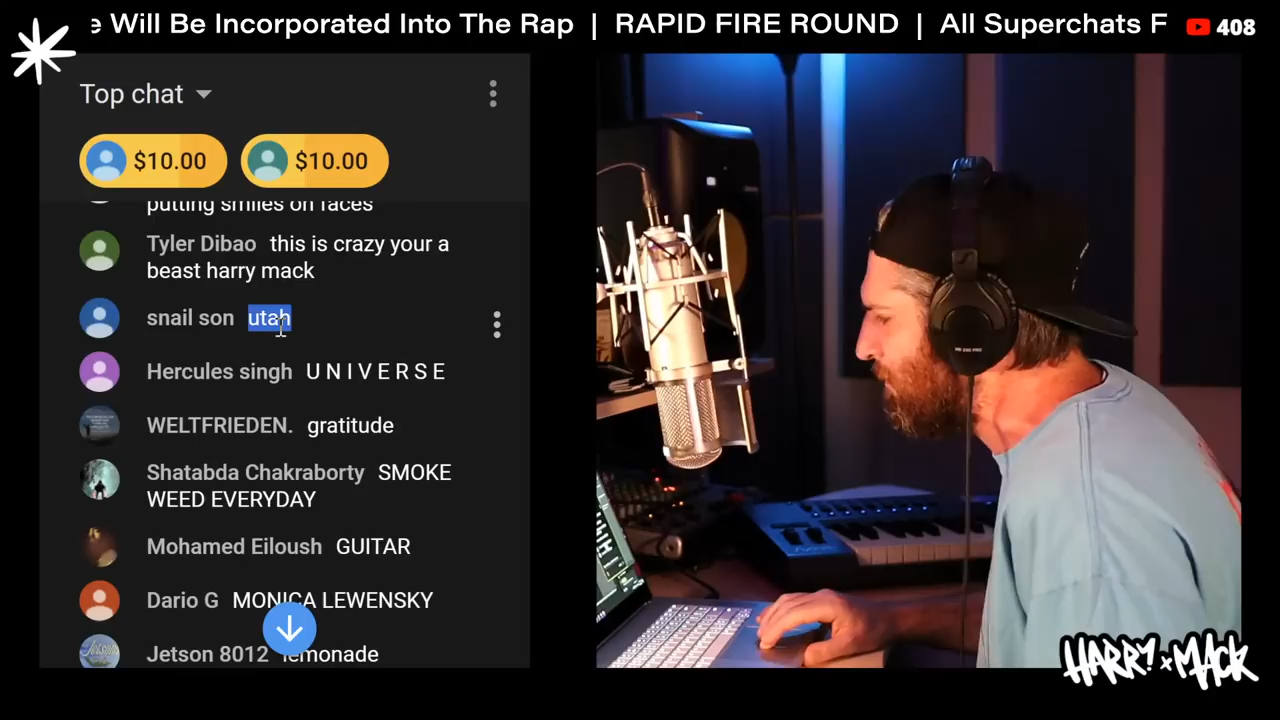 e Will Be Incorporated Into The Rap | RAPID FIRE ROUND | All Superchats F
408
Top chat
$10.00 $10.00
putting smiles on faces
Tyler Dibao this is crazy your a
beast harry mack
snail son utah
Hercules singh U N I V E R S E
WELTFRIEDEN. gratitude
Shatabda Chakraborty SMOKE
WEED EVERYDAY
Mohamed Eiloush GUITAR
Dario G MONICA LEWENSKY
Jetson 8012 lemonade
HARRY MACK